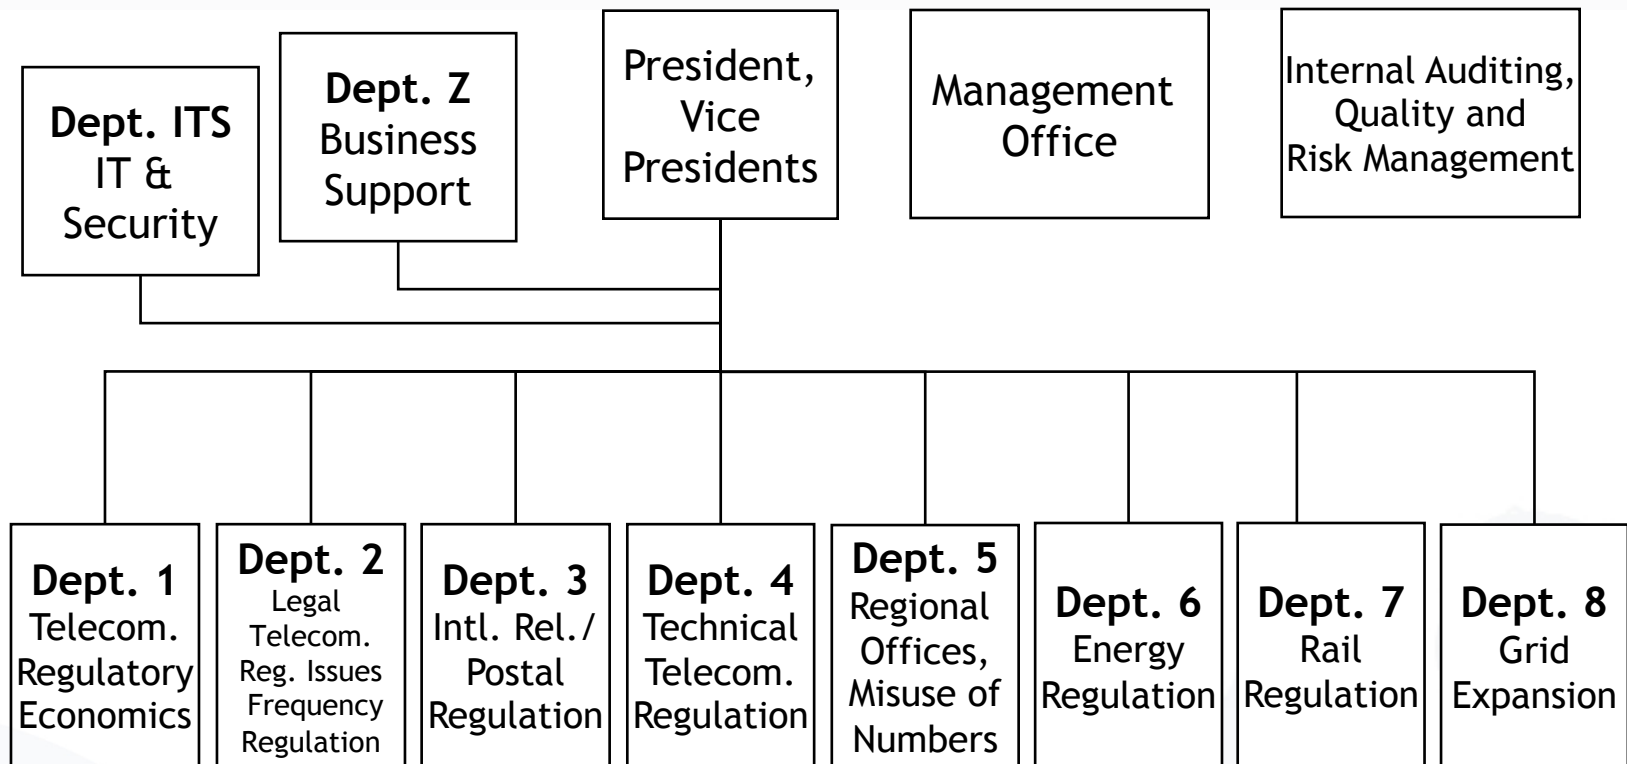 Dept. ITS
IT &
Security
Dept. Z
Business
Support
President,
Vice
Presidents
Management
Office
Internal Auditing,
Quality and
Risk Management
Dept. 1
Telecom.
Regulatory
Economics
Dept. 2
Legal
Telecom.
Reg. Issues
Frequency
Regulation
Dept. 3
Intl. Rel./
Postal
Regulation
Dept. 4
Technical
Telecom.
Regulation
Dept. 5
Regional
Offices,
Misuse of
Numbers
Dept. 6
Energy
Regulation
Dept. 7
Rail
Regulation
Dept. 8
Grid
Expansion